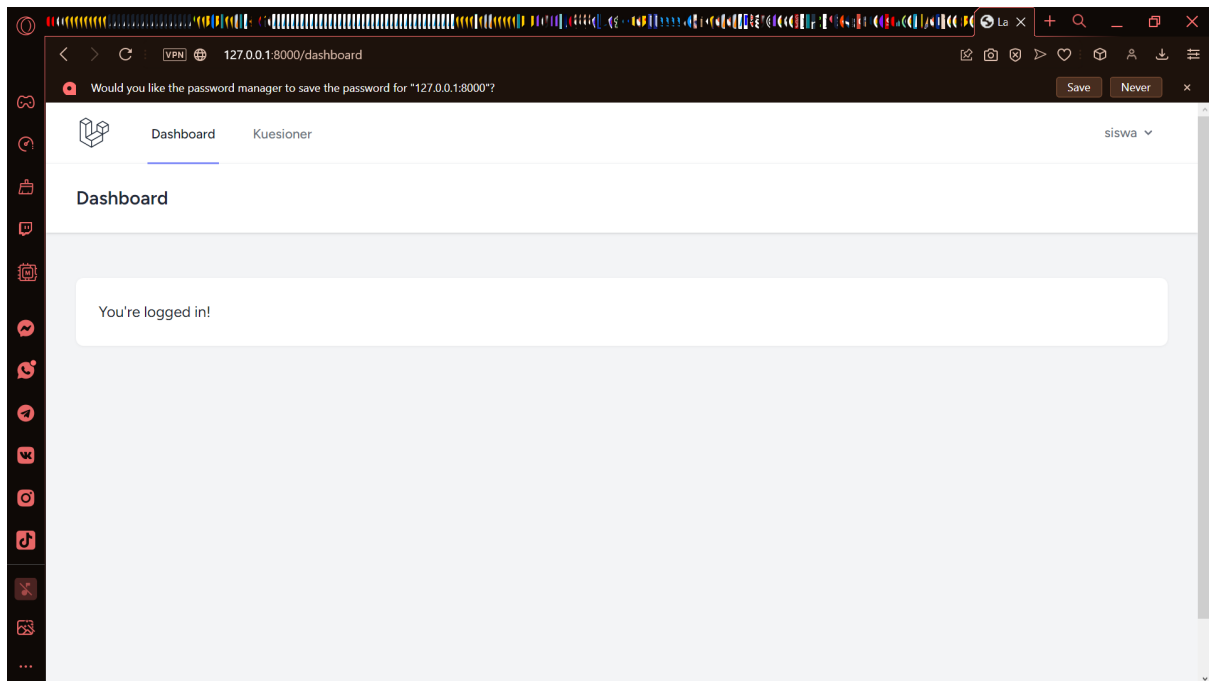 La
VPN 127.0.0.1:8000/dashboard
Would you like the password manager to save the password for "127.0.0.1:8000"? Save Never
Dashboard Kuesioner siswa
Dashboard
You're logged in!